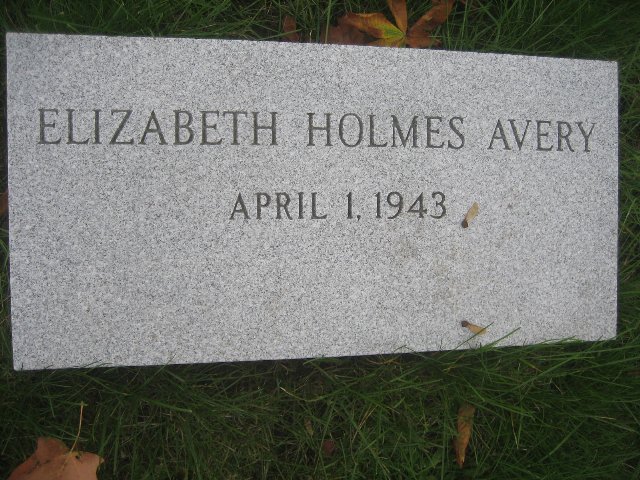 ELIZABETH HOLMES AVERY
APRIL 1, 1943